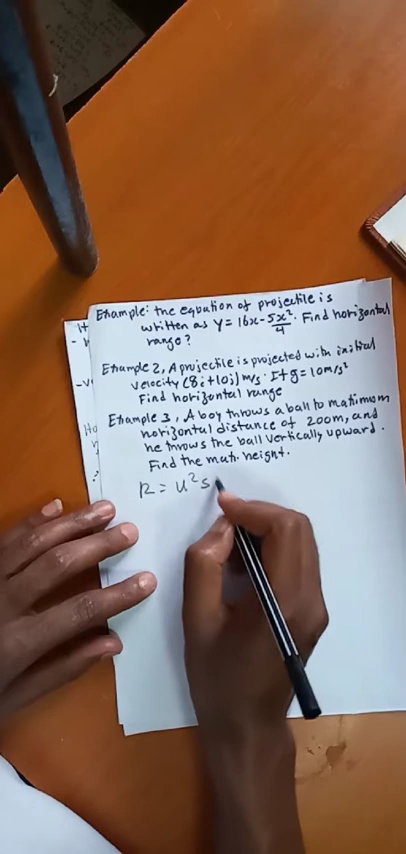 Example: the equation of projectile is
written as Y = 16x - 5x²/4. Find horizontal
range?
Example 2, A projectile is projected with initial
velocity (8i+10j) m/s. If g = 10m/s²
Find horizontal range
Example 3, A boy throws a ball to maximum
horizontal distance of 200m, and
he throws the ball vertically upward.
Find the max. height.
R = u²s